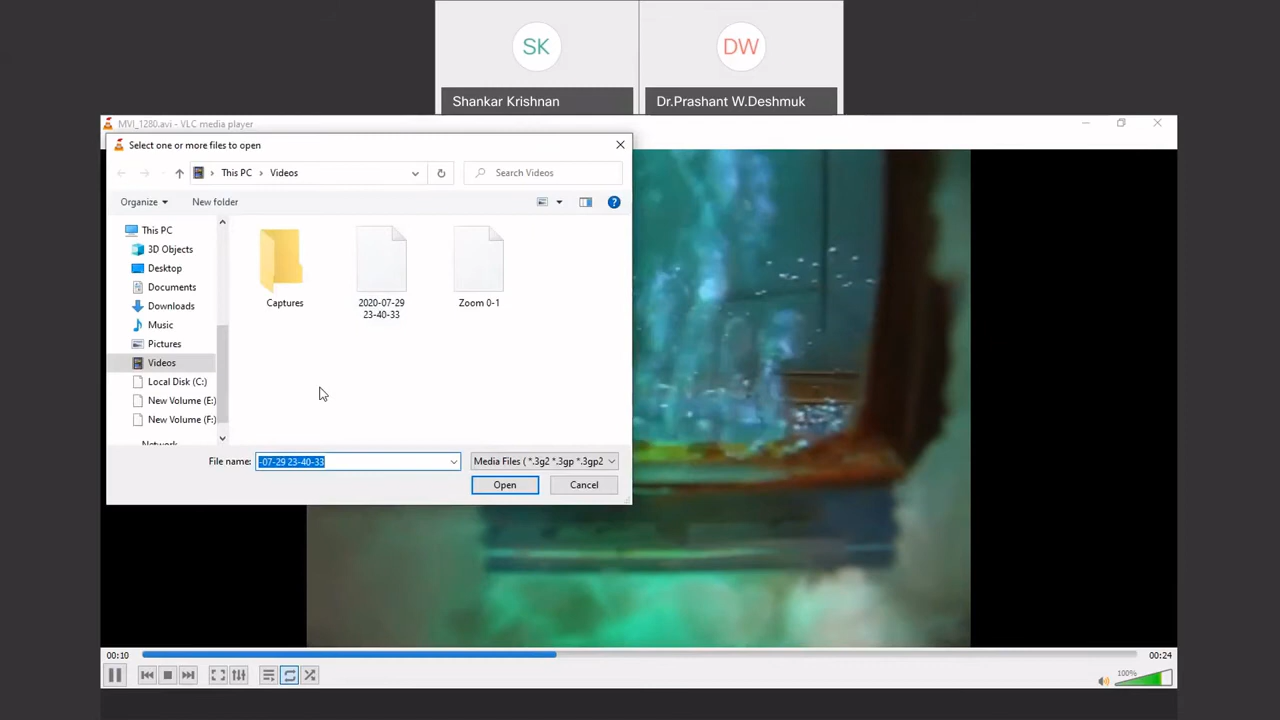 SK
DW
Shankar Krishnan
Dr.Prashant W.Deshmuk
MVI_1280.avi - VLC media player
Select one or more files to open
This PC
Videos
Search Videos
Organize
New folder
This PC
3D Objects
Desktop
Documents
Downloads
Music
Pictures
Videos
Local Disk (C:)
New Volume (E:)
New Volume (F:)
Network
Captures
2020-07-29
23-40-33
Zoom 0-1
File name:
-07-29 23-40-33
Media Files ( *.3g2 *.3gp *.3gp2
Open
Cancel
00:10
00:24
100%